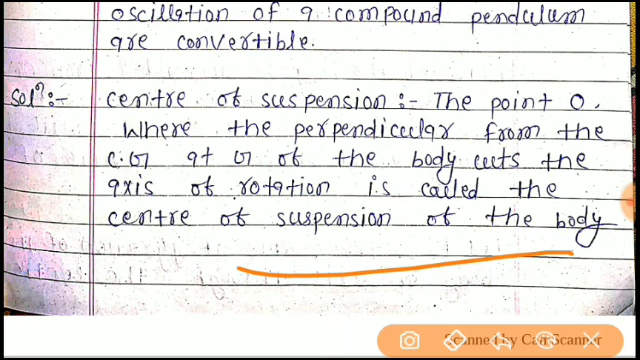 oscillation of a compound pendulum
are convertible.
Solⁿ:- centre of suspension :- The point O.
Where the perpendicular from the
C.G at G of the body cuts the
axis of rotation is called the
centre of suspension of the body
Scanned by CamScanner